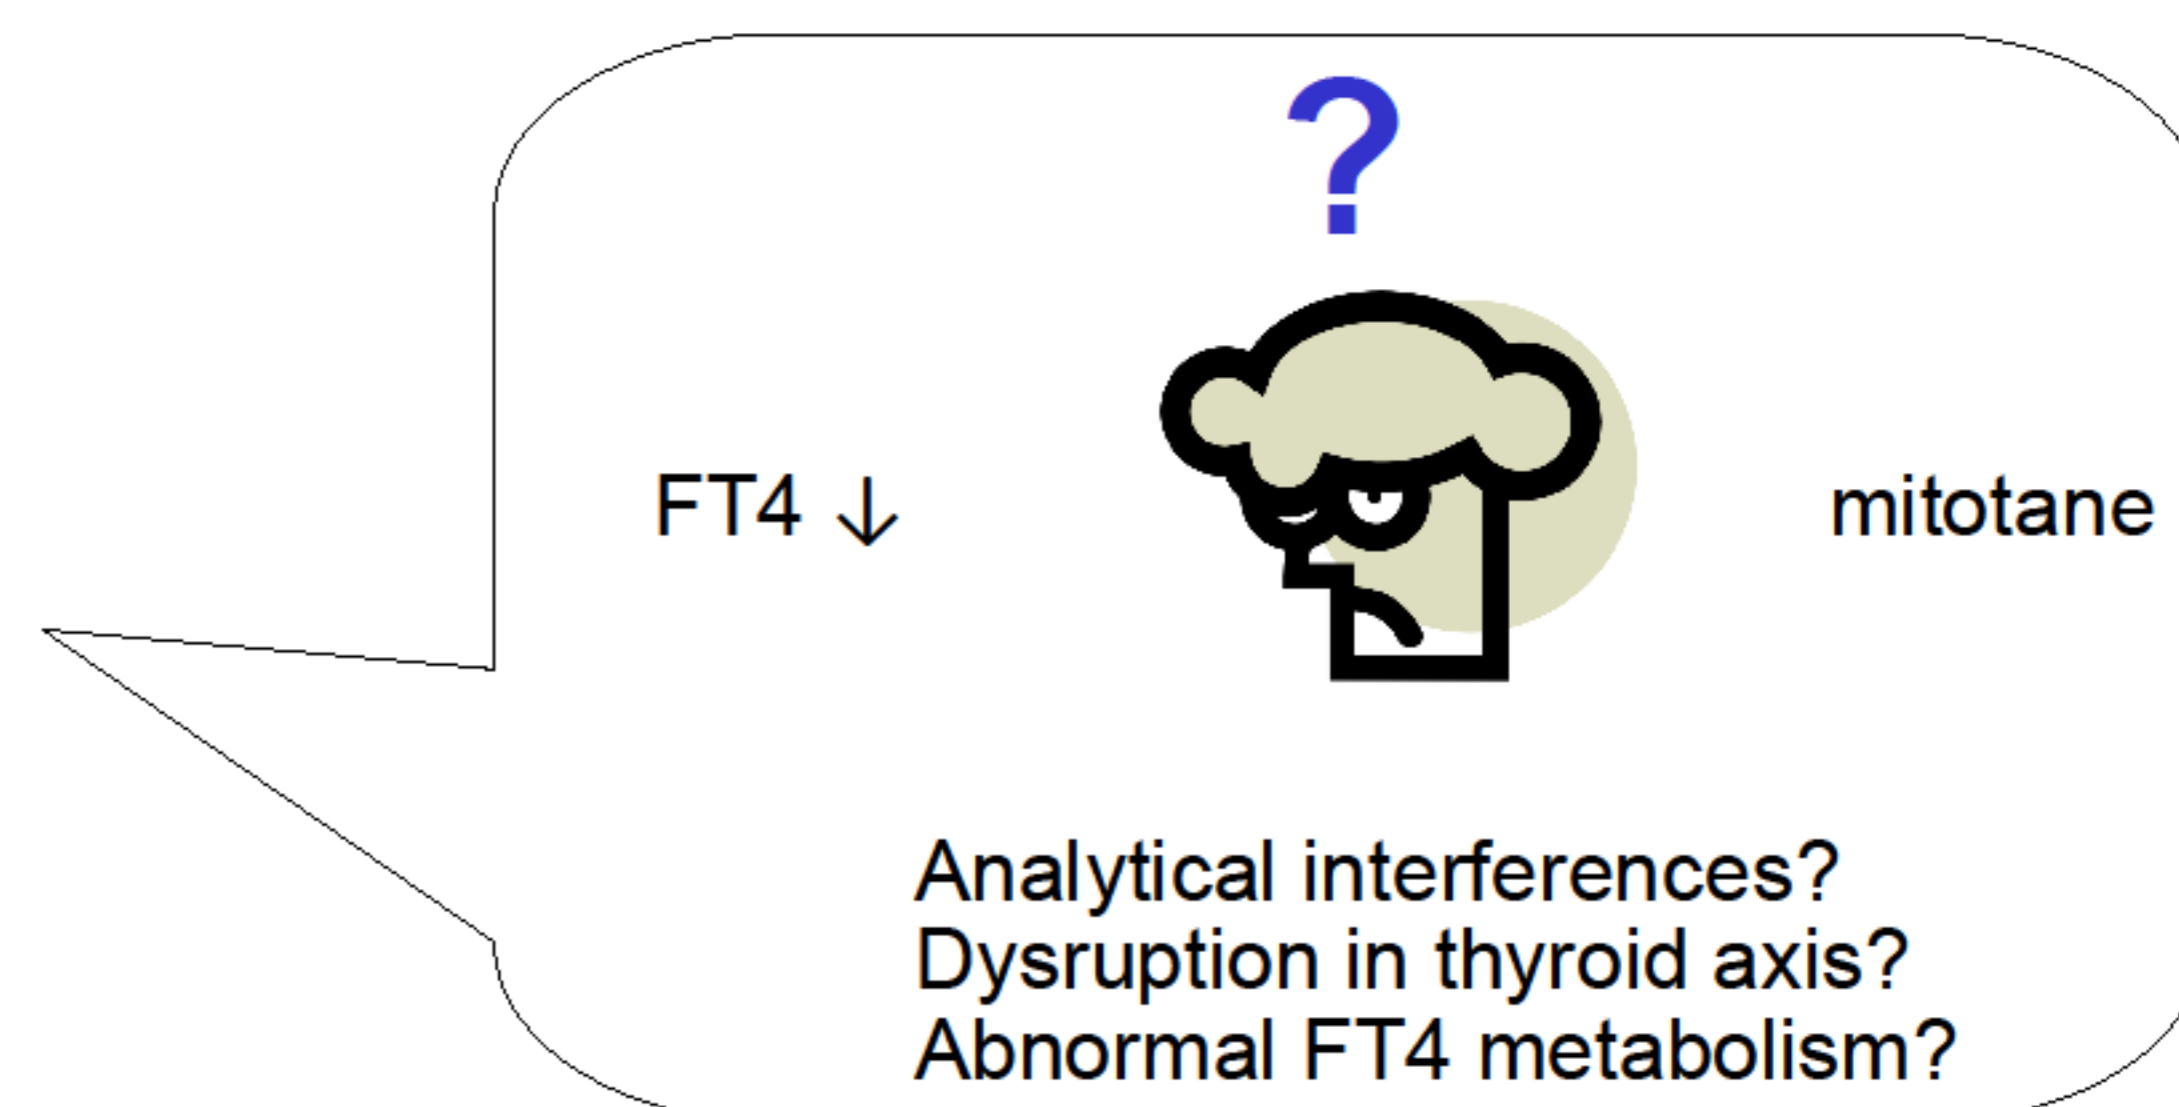 ?
FT4 ↓
mitotane
Analytical interferences?
Dysruption in thyroid axis?
Abnormal FT4 metabolism?